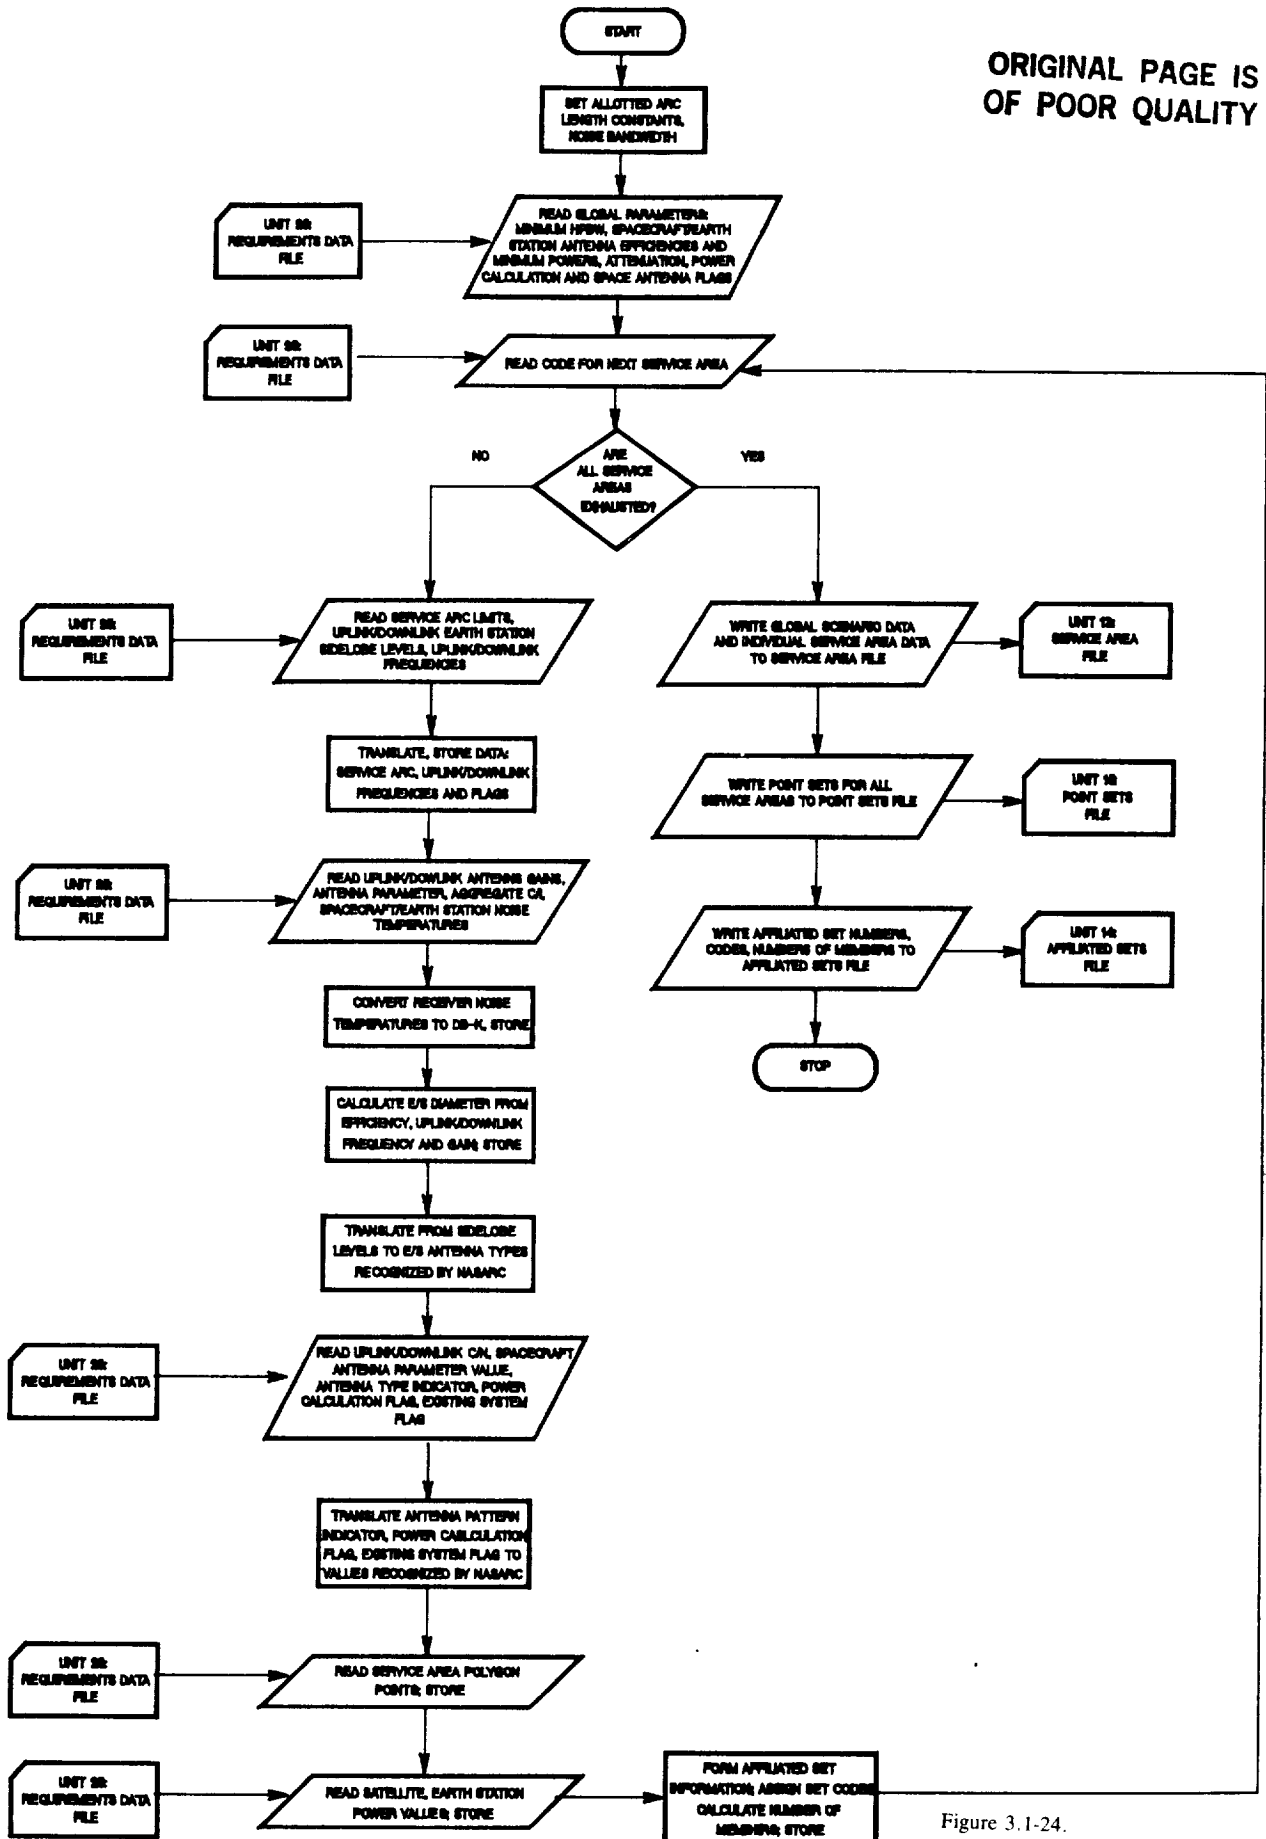 START
ORIGINAL PAGE IS
OF POOR QUALITY
SET ALLOTTED ARC
LENGTH CONSTANTS,
NOISE BANDWIDTH
UNIT
REQUIREMENTS DATA
FILE
READ GLOBAL PARAMETERS:
MINIMUM HPBW, SPACECRAFT/EARTH
STATION ANTENNA EFFICIENCIES AND
MINIMUM POWERS, ATTENUATION, POWER
CALCULATION AND SPACE ANTENNA FLAGS
UNIT
REQUIREMENTS DATA
FILE
READ CODE FOR NEXT SERVICE AREA
NO
ARE
ALL SERVICE
AREAS
EXHAUSTED?
YES
UNIT
REQUIREMENTS DATA
FILE
READ SERVICE ARC LIMITS,
UPLINK/DOWNLINK EARTH STATION
SIDELOBE LEVELS, UPLINK/DOWNLINK
FREQUENCIES
WRITE GLOBAL SCENARIO DATA
AND INDIVIDUAL SERVICE AREA DATA
TO SERVICE AREA FILE
UNIT
SERVICE AREA
FILE
TRANSLATE, STORE DATA:
SERVICE ARC, UPLINK/DOWNLINK
FREQUENCIES AND FLAGS
WRITE POINT SETS FOR ALL
SERVICE AREAS TO POINT SETS FILE
UNIT
POINT SETS
FILE
UNIT
REQUIREMENTS DATA
FILE
READ UPLINK/DOWLINK ANTENNS GAINS,
ANTENNA PARAMETER, AGGREGATE C/I,
SPACECRAFT/EARTH STATION NOISE
TEMPERATURES
WRITE AFFILIATED SET NUMBERS,
CODES, NUMBERS OF MEMBERS TO
AFFILIATED SETS FILE
UNIT 14:
AFFILIATED SETS
FILE
CONVERT RECEIVER NOISE
TEMPERATURES TO DB-K, STORE
STOP
CALCULATE E/S DIAMETER FROM
EFFICIENCY, UPLINK/DOWNLINK
FREQUENCY AND GAIN; STORE
TRANSLATE FROM SIDELOBE
LEVELS TO E/S ANTENNA TYPES
RECOGNIZED BY NASARC
UNIT
REQUIREMENTS DATA
FILE
READ UPLINK/DOWNLINK C/N, SPACECRAFT
ANTENNA PARAMETER VALUE,
ANTENNA TYPE INDICATOR, POWER
CALCULATION FLAG, EXISTING SYSTEM
FLAG
TRANSLATE ANTENNA PATTERN
INDICATOR, POWER CABLCULATION
FLAG, EXISTING SYSTEM FLAG TO
VALUES RECOGNIZED BY NASARC
UNIT
REQUIREMENTS DATA
FILE
READ SERVICE AREA POLYGON
POINTS; STORE
UNIT
REQUIREMENTS DATA
FILE
READ SATELLITE, EARTH STATION
POWER VALUES; STORE
FORM AFFILIATED SET
INFORMATION; ASSIGN SET CODES
CALCULATE NUMBER OF
MEMBERS; STORE
Figure 3.1-24.